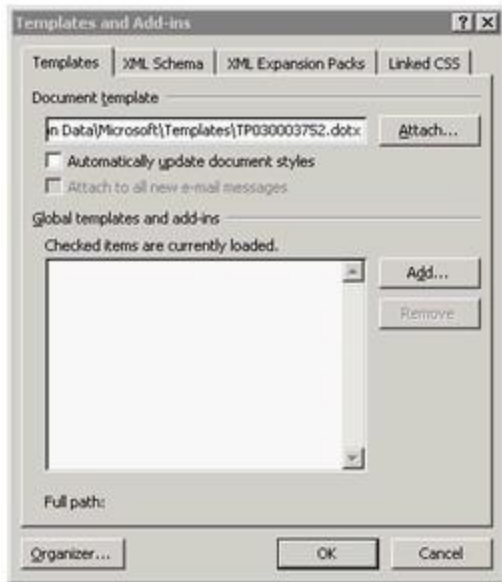 Templates and Add-ins
Templates XML Schema XML Expansion Packs Linked CSS
Document template
n Data\Microsoft\Templates\TP030003752.dotx Attach...
Automatically update document styles
Attach to all new e-mail messages
Global templates and add-ins
Checked items are currently loaded.
Add...
Remove
Full path:
Organizer... OK Cancel